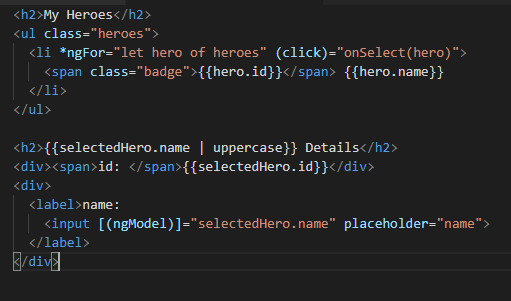 <h2>My Heroes</h2>
<ul class="heroes">
<li *ngFor="let hero of heroes" (click)="onSelect(hero)">
<span class="badge">{{hero.id}}</span> {{hero.name}}
</li>
</ul>
<h2>{{selectedHero.name | uppercase}} Details</h2>
<div><span>id: </span>{{selectedHero.id}}</div>
<div>
<label>name:
<input [(ngModel)]="selectedHero.name" placeholder="name">
</label>
</div>